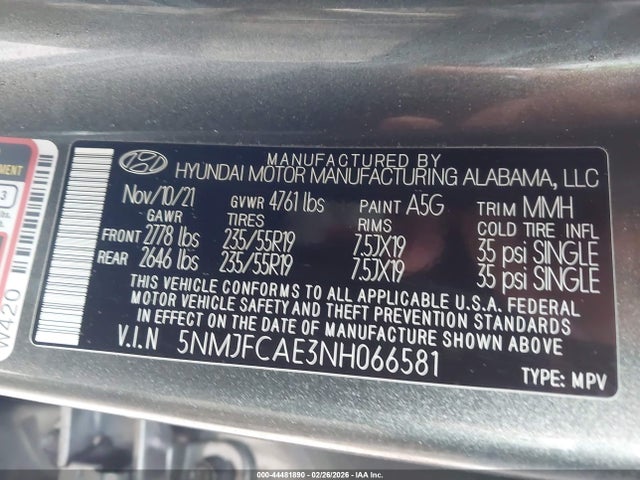 MANUFACTURED BY
HYUNDAI MOTOR MANUFACTURING ALABAMA, LLC
Nov/10/21 GVWR 4761 lbs PAINT A5G TRIM MMH
GAWR TIRES RIMS COLD TIRE INFL
FRONT 2778 lbs 235/55R19 7.5JX19 35 psi SINGLE
REAR 2646 lbs 235/55R19 7.5JX19 35 psi SINGLE
THIS VEHICLE CONFORMS TO ALL APPLICABLE U.S.A. FEDERAL
MOTOR VEHICLE SAFETY AND THEFT PREVENTION STANDARDS
IN EFFECT ON THE DATE OF MANUFACTURE SHOWN ABOVE
V.I.N 5NMJFCAE3NH066581
TYPE: MPV
W420
000-44481890 - 02/26/2026 - IAA Inc.